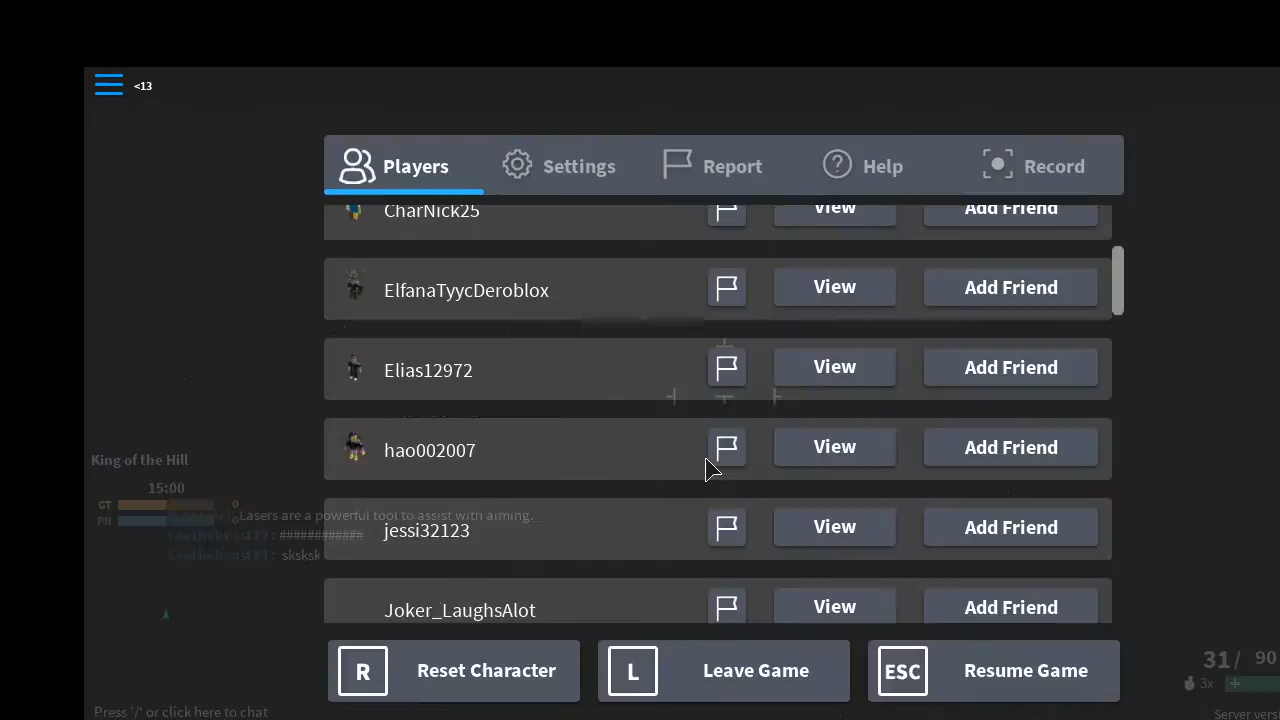 <13
Players Settings Report Help Record
CharNick25 View Add Friend
ElfanaTyycDeroblox View Add Friend
Elias12972 View Add Friend
hao002007 View Add Friend
jessi32123 View Add Friend
Joker_LaughsAlot View Add Friend
King of the Hill
15:00
GT 0
PN 0
Lasers are a powerful tool to assist with aiming.
############
sksksk
R Reset Character L Leave Game ESC Resume Game
31/ 90
3x
Press '/' or click here to chat
Server vers